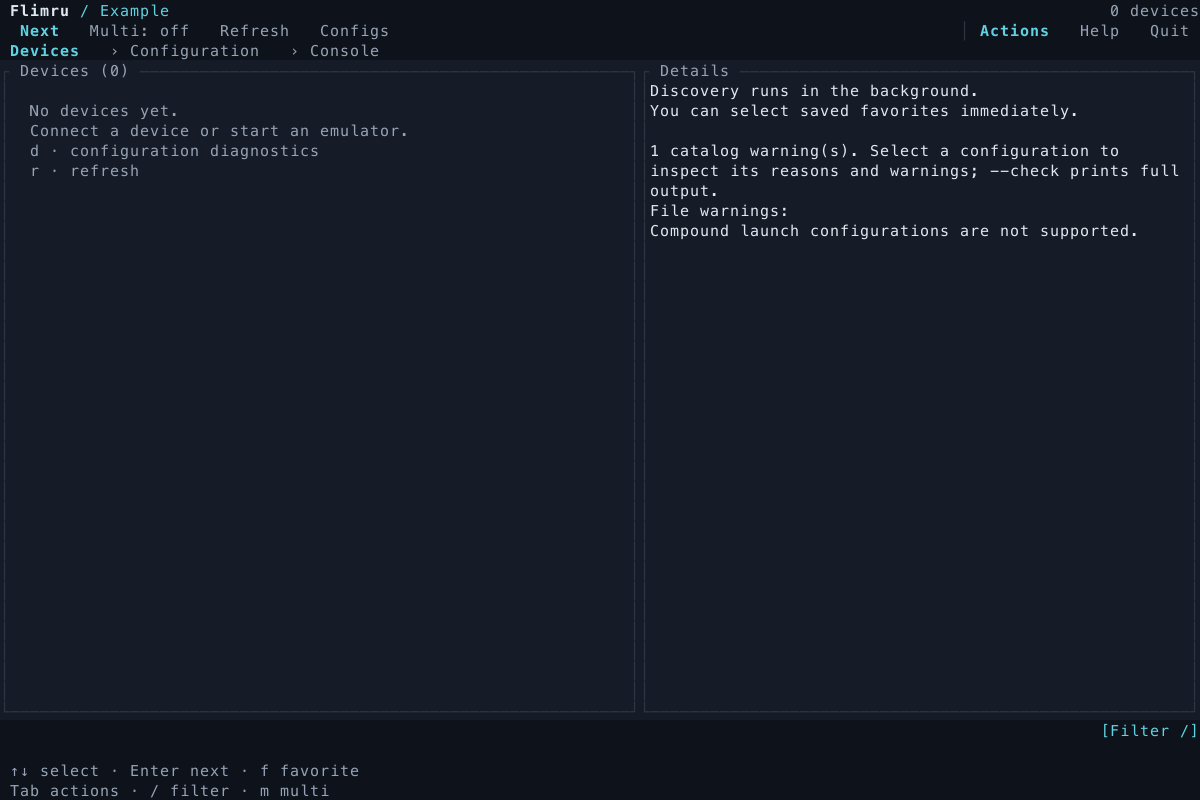 Flimru / Example 0 devices
Next Multi: off Refresh Configs Actions Help Quit
Devices › Configuration › Console
Devices (0)
No devices yet.
Connect a device or start an emulator.
d · configuration diagnostics
r · refresh
Details
Discovery runs in the background.
You can select saved favorites immediately.
1 catalog warning(s). Select a configuration to
inspect its reasons and warnings; --check prints full
output.
File warnings:
Compound launch configurations are not supported.
[Filter /]
↑↓ select · Enter next · f favorite
Tab actions · / filter · m multi